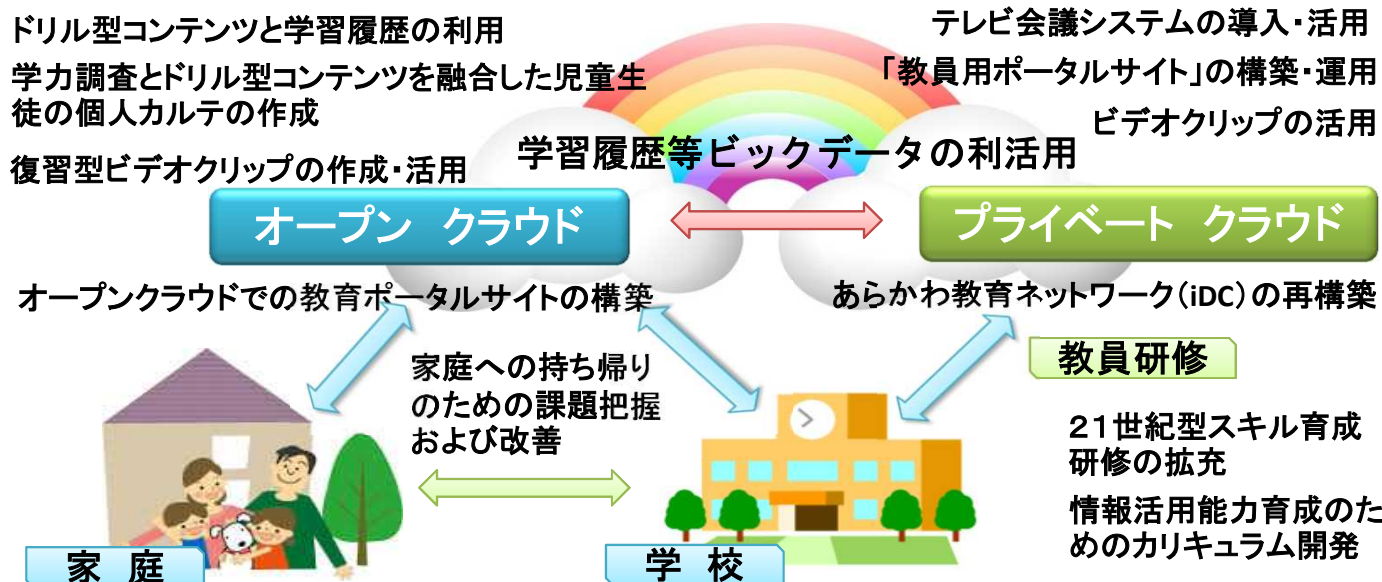 ドリル型コンテンツと学習履歴の利用
学力調査とドリル型コンテンツを融合した児童生
徒の個人カルテの作成
復習型ビデオクリップの作成・活用
テレビ会議システムの導入・活用
「教員用ポータルサイト」の構築・運用
ビデオクリップの活用
学習履歴等ビックデータの利活用
オープン クラウド
プライベート クラウド
オープンクラウドでの教育ポータルサイトの構築
あらかわ教育ネットワーク（iDC）の再構築
家庭への持ち帰り
のための課題把握
および改善
教員研修
21世紀型スキル育成
研修の拡充
情報活用能力育成のた
めのカリキュラム開発
家 庭
学 校